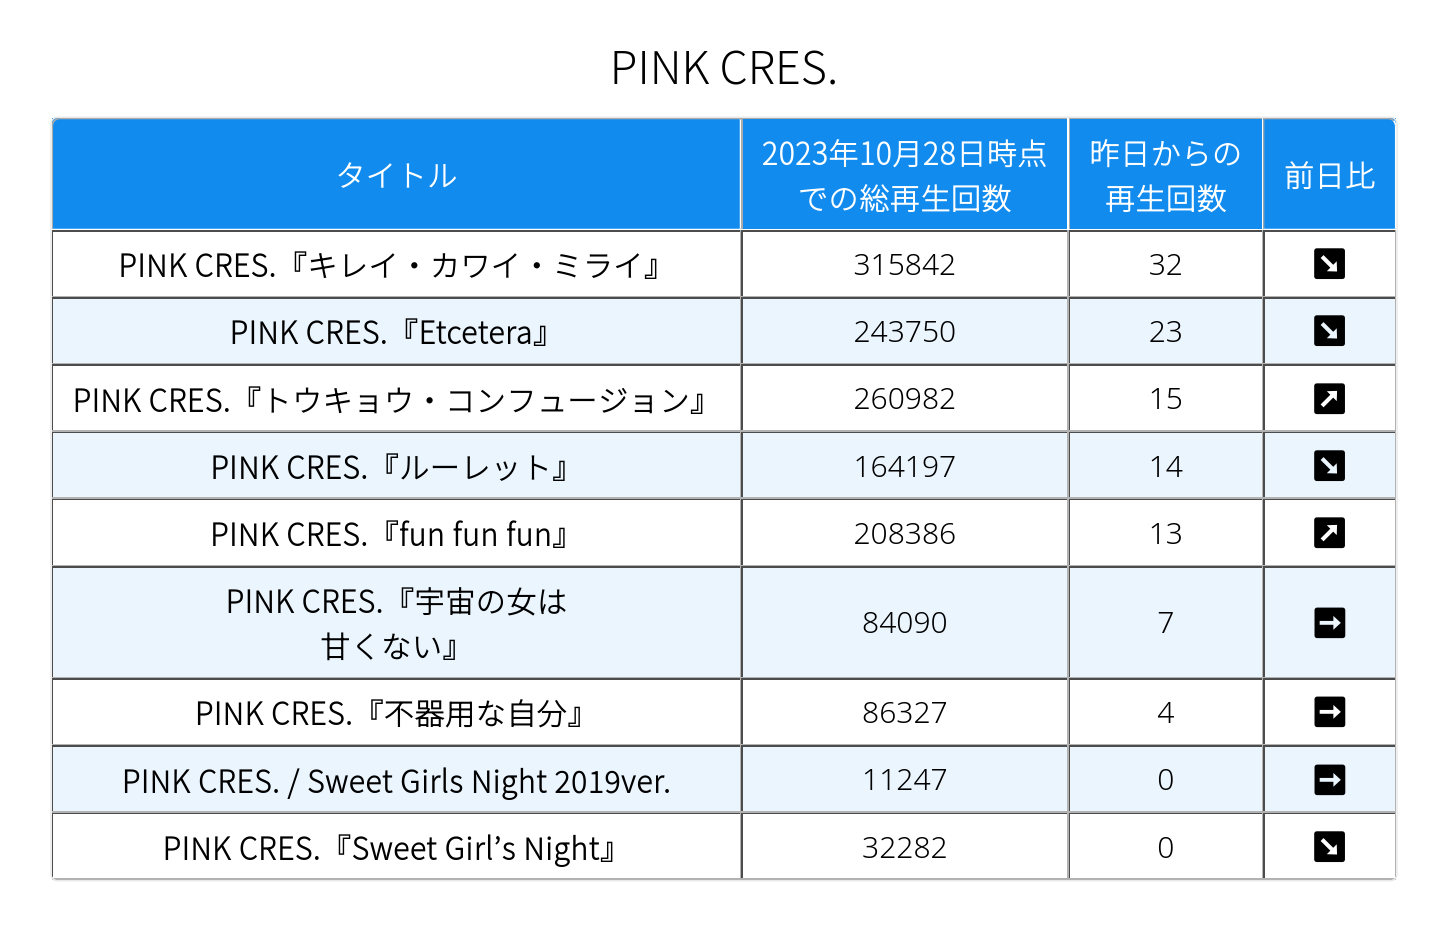 PINK CRES.
タイトル
2023年10月28日時点
での総再生回数
昨日からの
再生回数
前日比
PINK CRES.『キレイ・カワイ・ミライ』 315842 32 ↘
PINK CRES.『Etcetera』 243750 23 ↘
PINK CRES.『トウキョウ・コンフュージョン』 260982 15 ↗
PINK CRES.『ルーレット』 164197 14 ↘
PINK CRES.『fun fun fun』 208386 13 ↗
PINK CRES.『宇宙の女は
甘くない』 84090 7 →
PINK CRES.『不器用な自分』 86327 4 →
PINK CRES. / Sweet Girls Night 2019ver. 11247 0 →
PINK CRES.『Sweet Girl’s Night』 32282 0 ↘